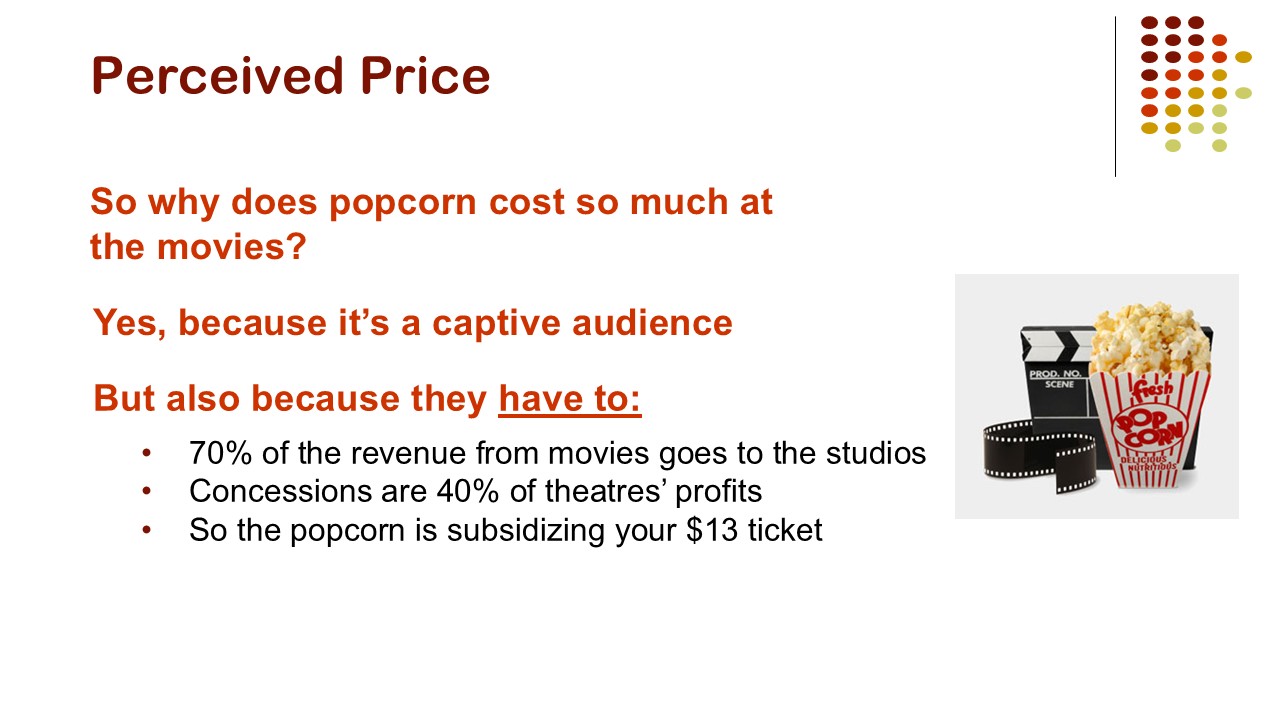 Perceived Price
So why does popcorn cost so much at
the movies?
Yes, because it’s a captive audience
But also because they have to:
• 70% of the revenue from movies goes to the studios
• Concessions are 40% of theatres’ profits
• So the popcorn is subsidizing your $13 ticket
PROD. NO.
SCENE
fresh
POP
CORN
DELICIOUS
NUTRITIOUS